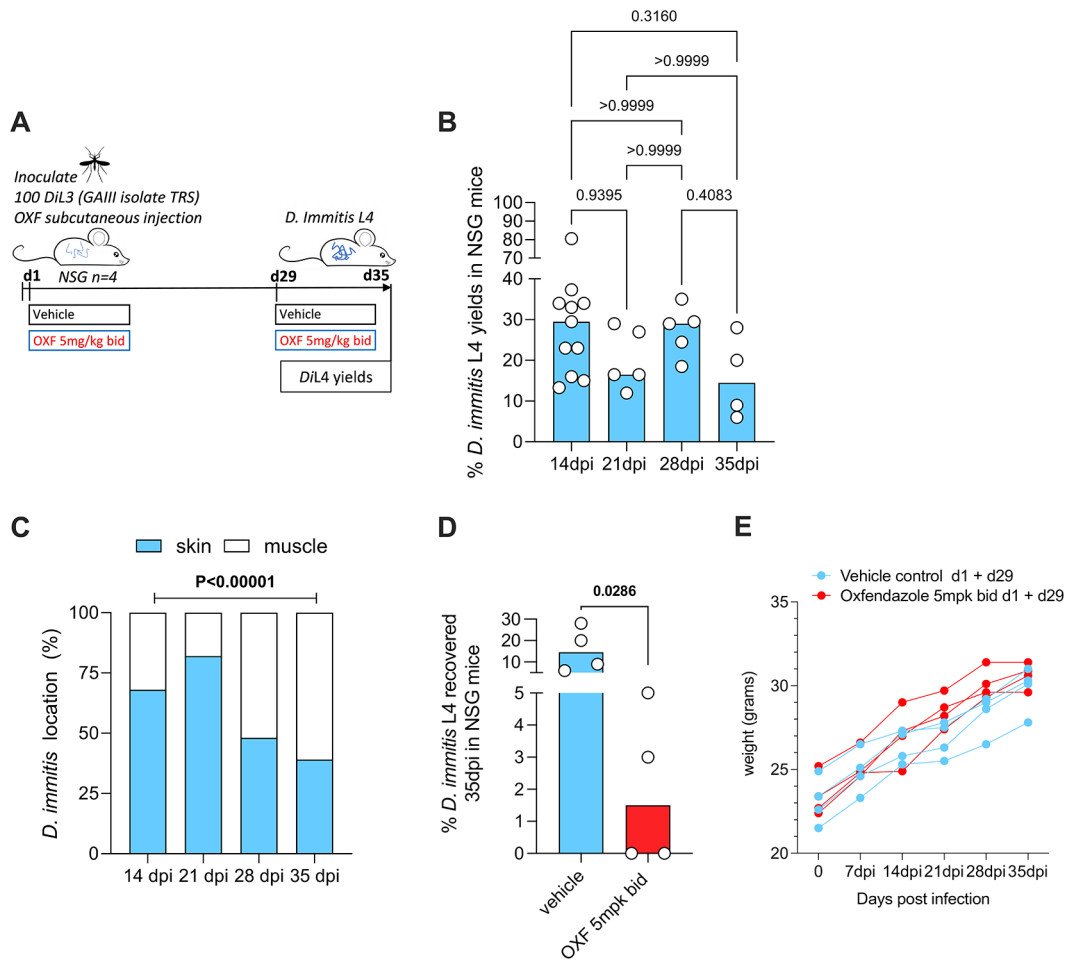 A
Inoculate
100 DiL3 (GAIII isolate TRS)
OXF subcutaneous injection
D. Immitis L4
d1
NSG n=4
d29
d35
Vehicle
Vehicle
OXF 5mg/kg bid
OXF 5mg/kg bid
DiL4 yields
B
0.3160
>0.9999
>0.9999
>0.9999
0.9395
0.4083
% D. immitis L4 yields in NSG mice
100
90
80
70
40
30
20
10
0
14dpi
21dpi
28dpi
35dpi
C
skin
muscle
P<0.00001
D. immitis location (%)
100
75
50
25
0
14 dpi
21 dpi
28 dpi
35 dpi
D
0.0286
% D. immitis L4 recovered
35dpi in NSG mice
30
20
10
5
4
3
2
1
0
vehicle
OXF 5mpk bid
E
Vehicle control d1 + d29
Oxfendazole 5mpk bid d1 + d29
weight (grams)
35
30
25
20
0
7dpi
14dpi
21dpi
28dpi
35dpi
Days post infection